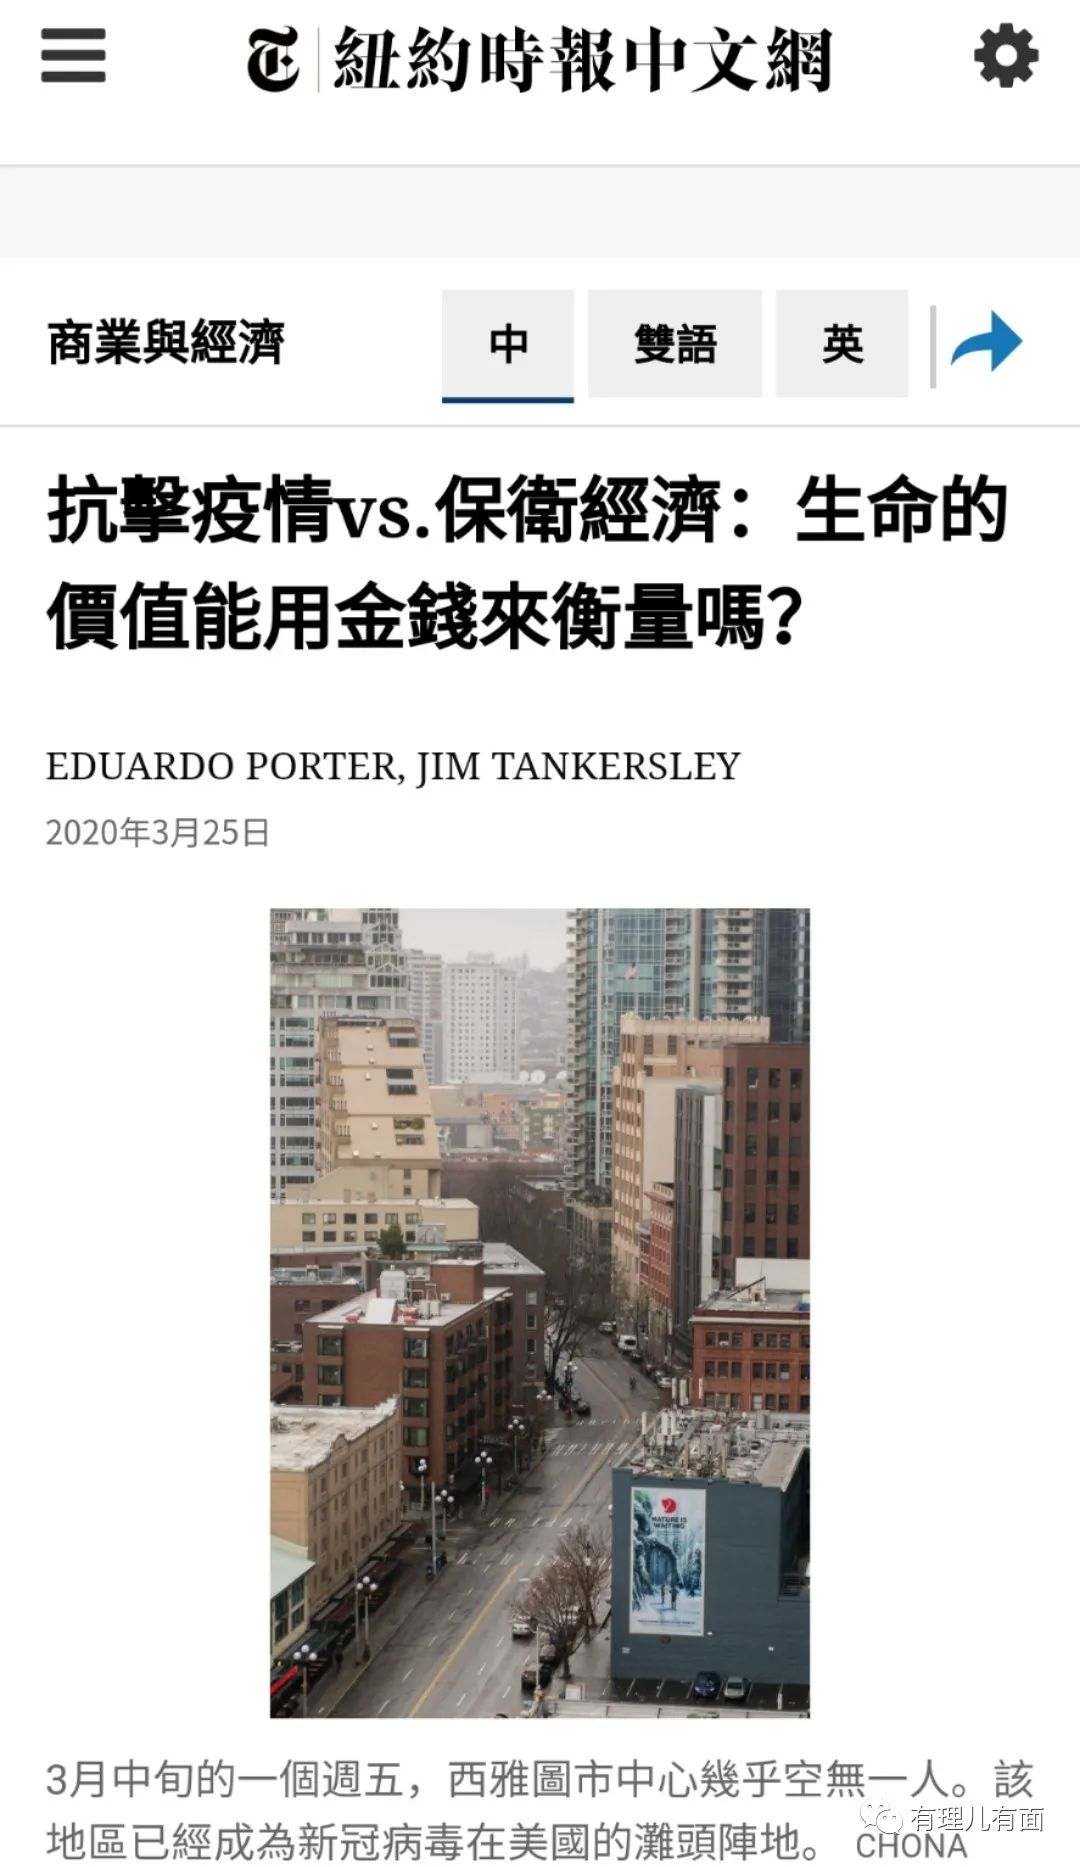 紐約時報中文網
商業與經濟
中
雙語
英
抗擊疫情vs.保衛經濟：生命的
價值能用金錢來衡量嗎？
EDUARDO PORTER, JIM TANKERSLEY
2020年3月25日
NATURE IS
WAITING
3月中旬的一個週五，西雅圖市中心幾乎空無一人。該
地區已經成為新冠病毒在美國的灘頭陣地。 CHONA
有理儿有面